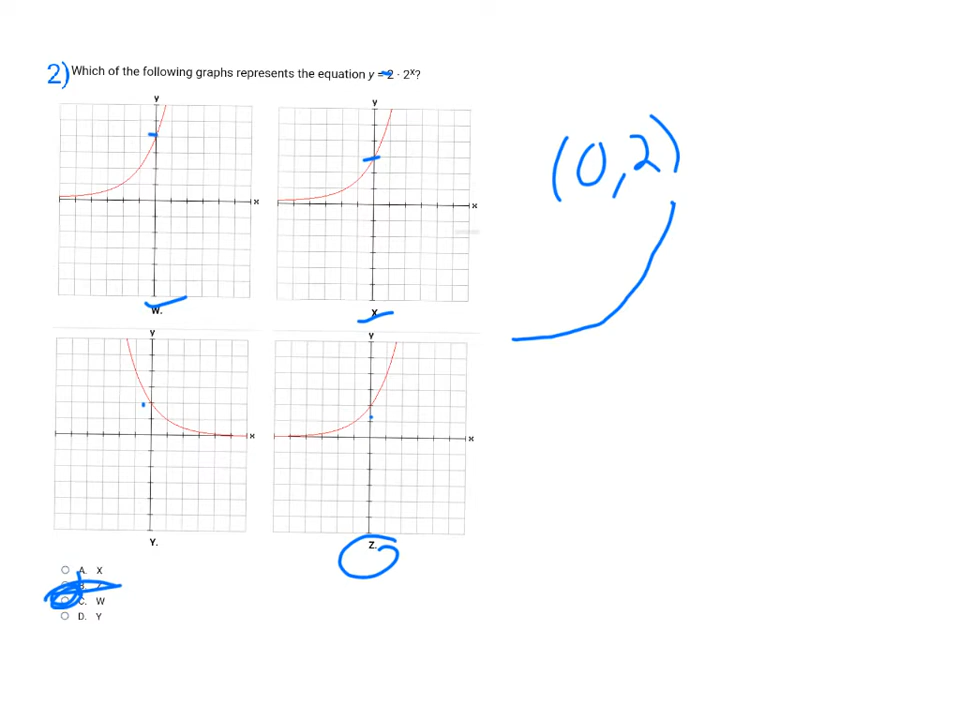 2) Which of the following graphs represents the equation y = 2 · 2ˣ?
y y
(0,2)
x x
W. X
y y
x x
Y. Z.
A. X
C. W
D. Y